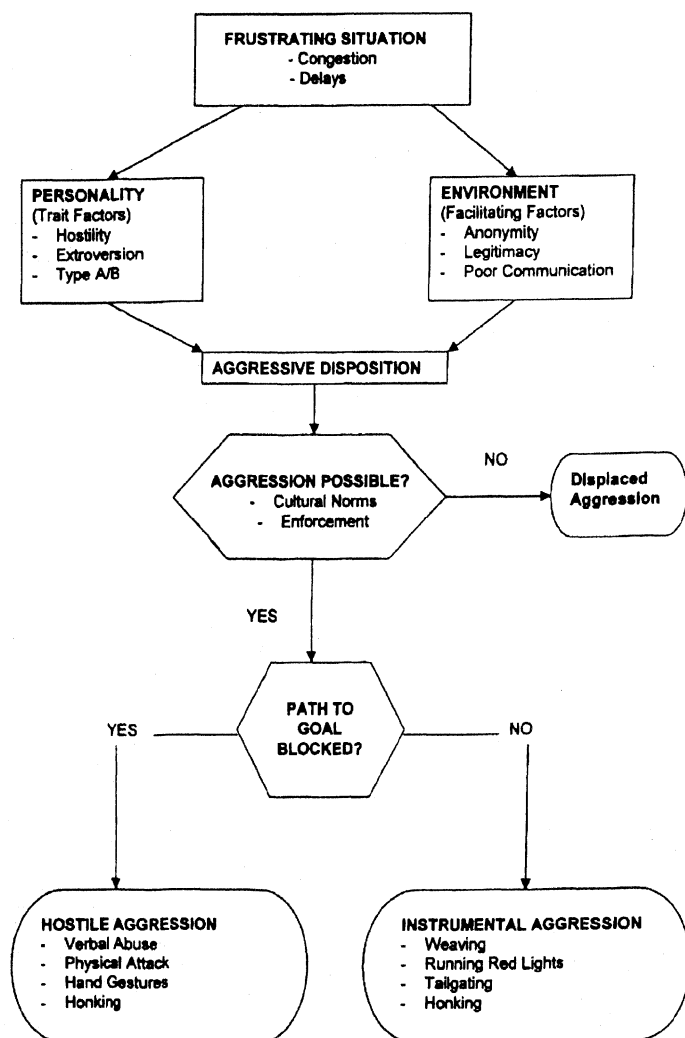 FRUSTRATING SITUATION
- Congestion
- Delays
PERSONALITY
(Trait Factors)
- Hostility
- Extroversion
- Type A/B
ENVIRONMENT
(Facilitating Factors)
- Anonymity
- Legitimacy
- Poor Communication
AGGRESSIVE DISPOSITION
AGGRESSION POSSIBLE?
- Cultural Norms
- Enforcement
NO
Displaced
Aggression
YES
PATH TO
GOAL
BLOCKED?
YES
NO
HOSTILE AGGRESSION
- Verbal Abuse
- Physical Attack
- Hand Gestures
- Honking
INSTRUMENTAL AGGRESSION
- Weaving
- Running Red Lights
- Tailgating
- Honking